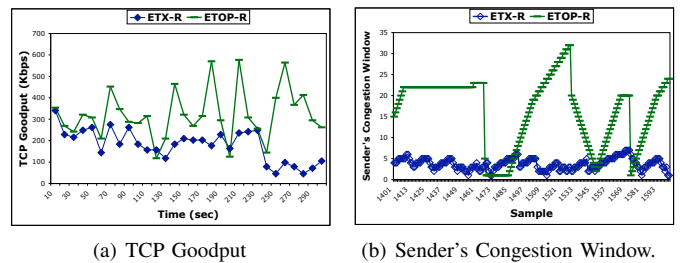 ETX-R ETOP-R
TCP Goodput (Kbps)
700
600
500
400
300
200
100
0
10 30 50 70 90 110 130 150 170 190 210 230 250 270 290
Time (sec)
(a) TCP Goodput
ETX-R ETOP-R
Sender's Congestion Window
35
30
25
20
15
10
5
0
1401 1413 1425 1437 1449 1461 1473 1485 1497 1509 1521 1533 1545 1557 1569 1581 1593
Sample
(b) Sender's Congestion Window.